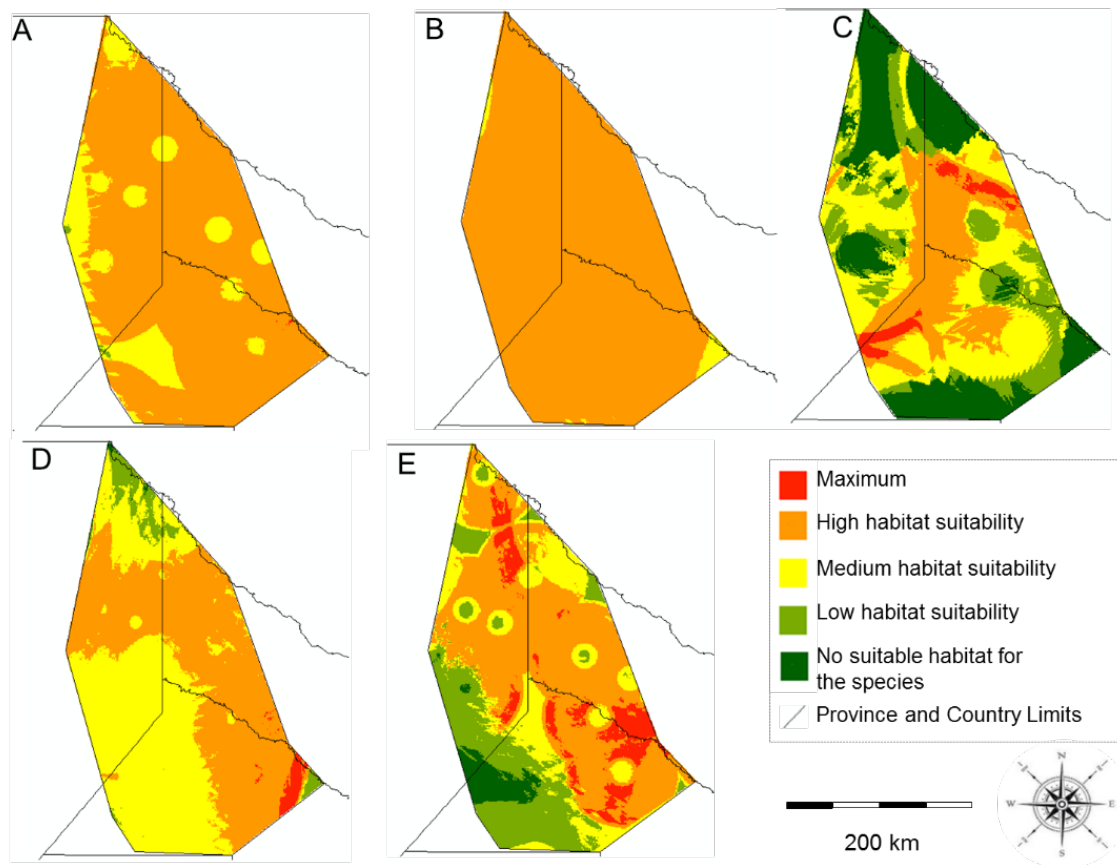 A
B
C
D
E
Maximum
High habitat suitability
Medium habitat suitability
Low habitat suitability
No suitable habitat for
the species
Province and Country Limits
N
W
E
S
200 km